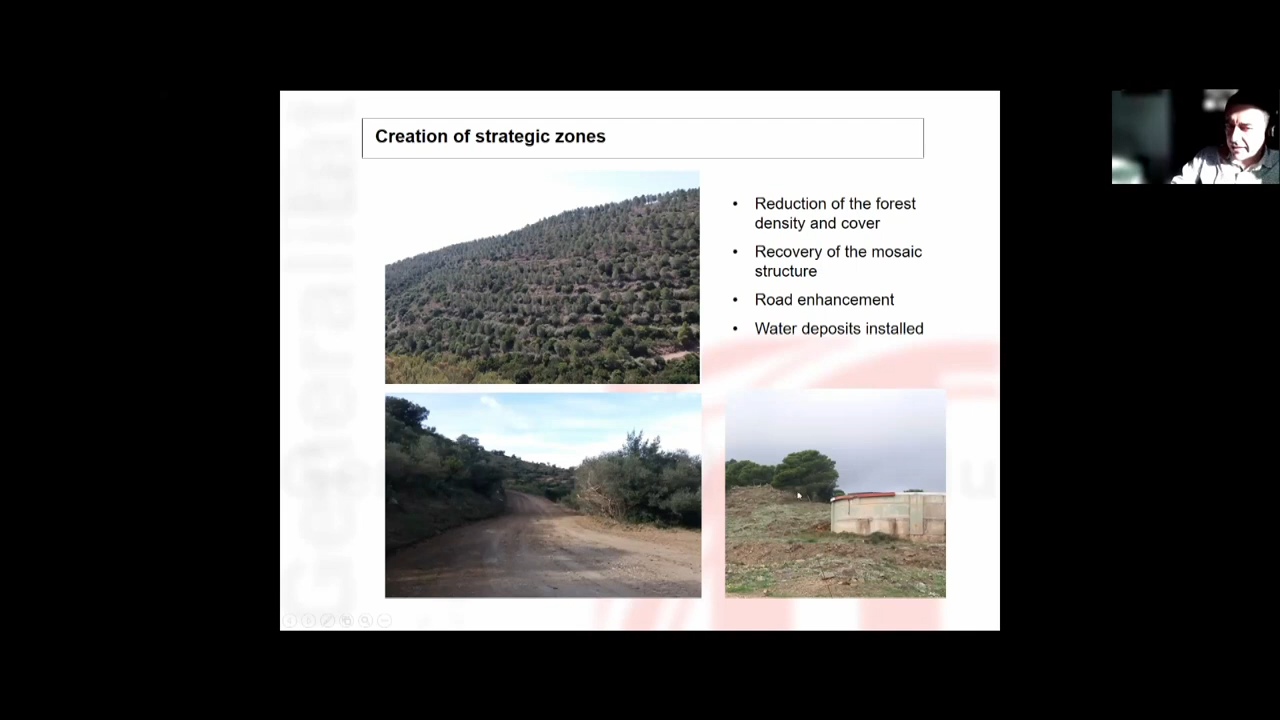 Creation of strategic zones
• Reduction of the forest
density and cover
• Recovery of the mosaic
structure
• Road enhancement
• Water deposits installed